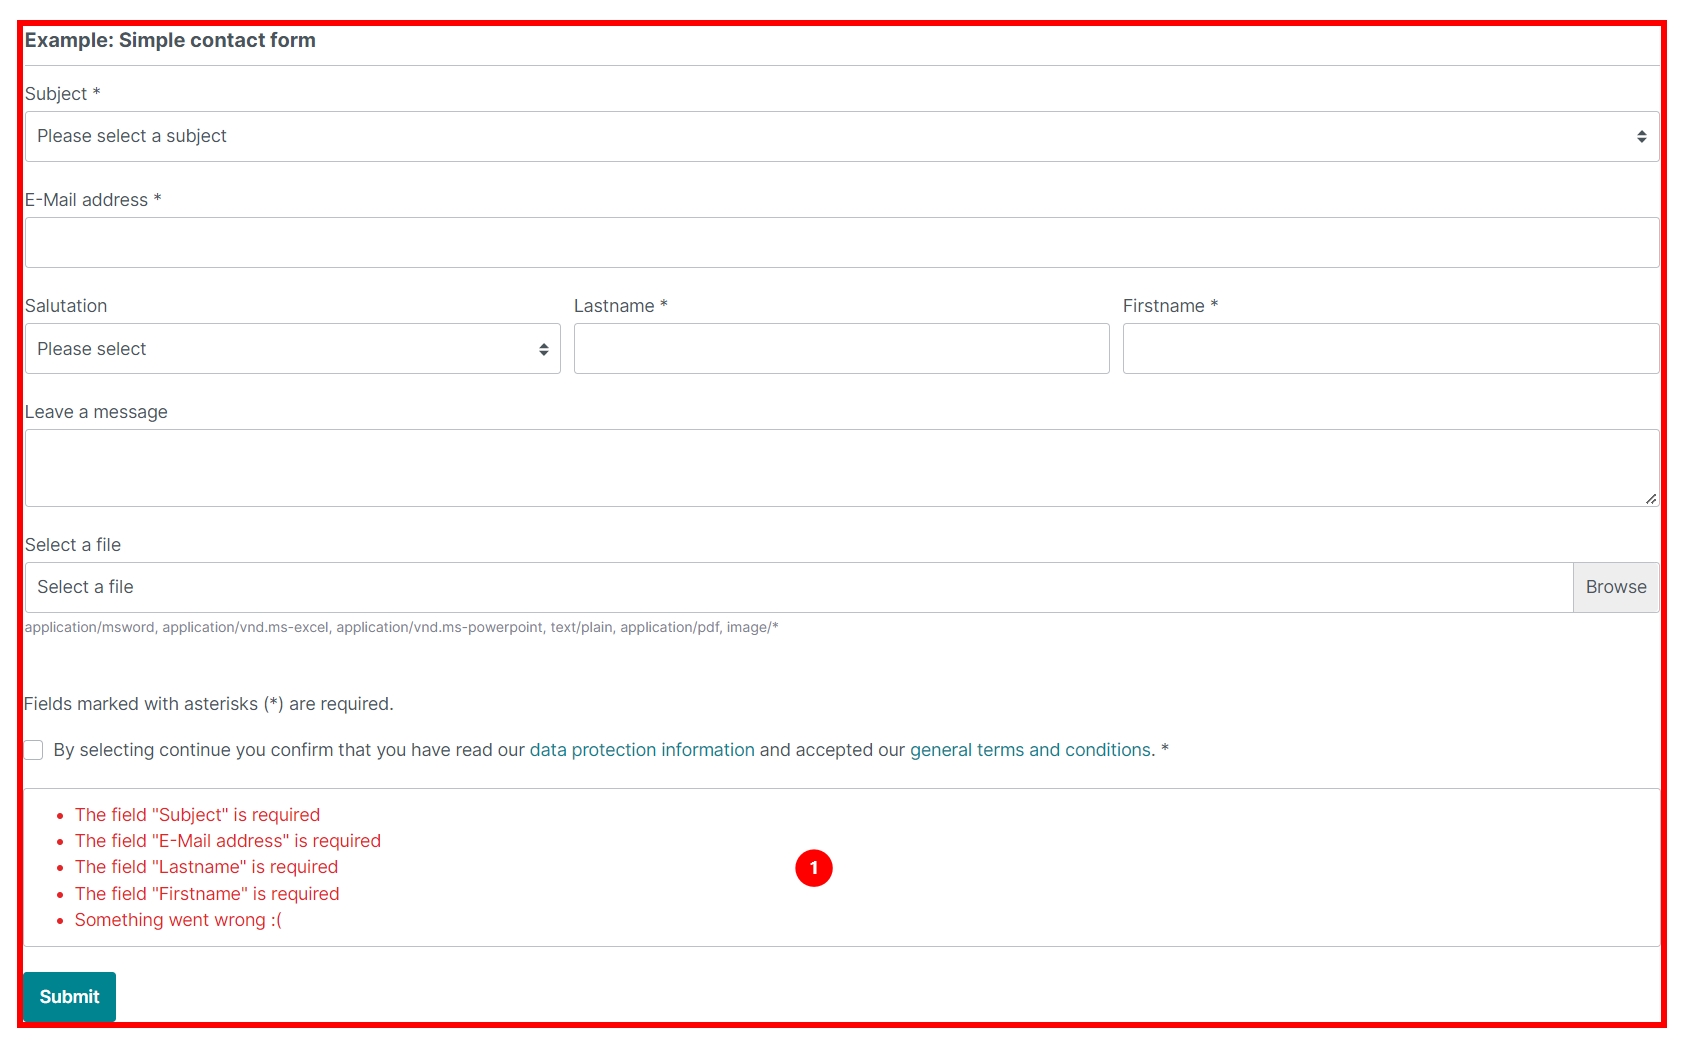 Example: Simple contact form
Subject *
Please select a subject
E-Mail address *
Salutation
Lastname *
Firstname *
Please select
Leave a message
Select a file
Select a file
Browse
application/msword, application/vnd.ms-excel, application/vnd.ms-powerpoint, text/plain, application/pdf, image/*
Fields marked with asterisks (*) are required.
By selecting continue you confirm that you have read our data protection information and accepted our general terms and conditions. *
• The field "Subject" is required
• The field "E-Mail address" is required
• The field "Lastname" is required
• The field "Firstname" is required
• Something went wrong :(
1
Submit